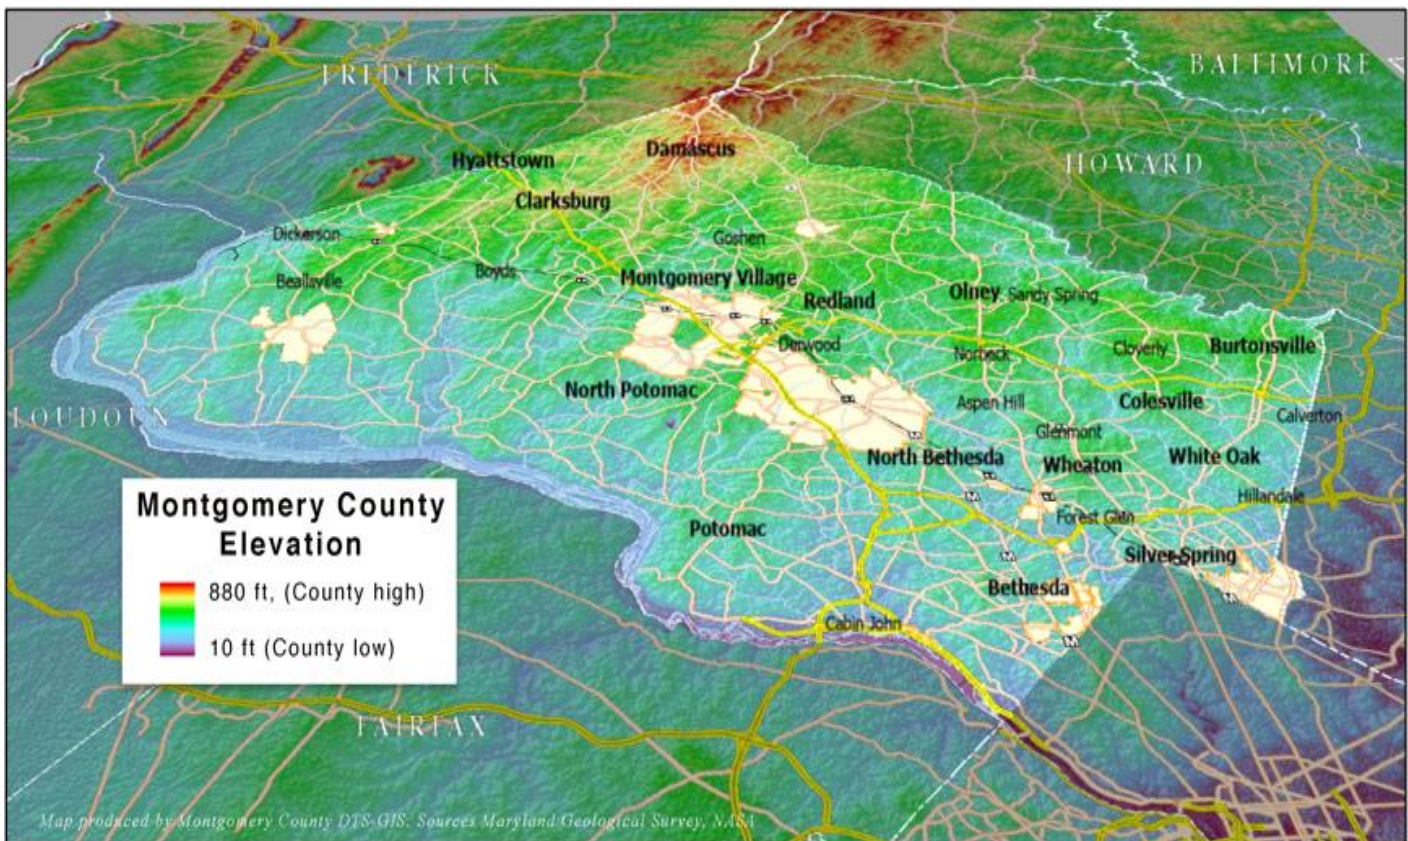 FREDERICK
BALTIMORE
Damascus
Hyattstown
HOWARD
Clarksburg
Dickerson
Goshen
Boyds
Beallaville
Montgomery Village
Redland
Olney
Sandy Spring
Derwood
Norbeck
Cloverly
Burtonsville
North Potomac
Aspen Hill
Colesville
LOUDOUN
Calverton
Glenmont
North Bethesda
Wheaton
White Oak
Hillandale
Montgomery County
Elevation
Forest Glen
Potomac
Silver Spring
880 ft, (County high)
Bethesda
10 ft (County low)
Cabin John
FAIRFAX
Map produced by Montgomery County DTS-GIS. Sources Maryland Geological Survey, NASA